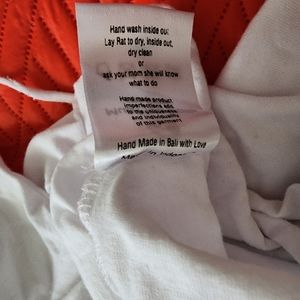 Hand wash inside out
Lay Rat to dry, inside out,
dry clean
or
ask your mom she will know
what to do
Hand made product
imperfections add
to the uniqueness
and individuality
of this garment
Hand Made in Bali with Love